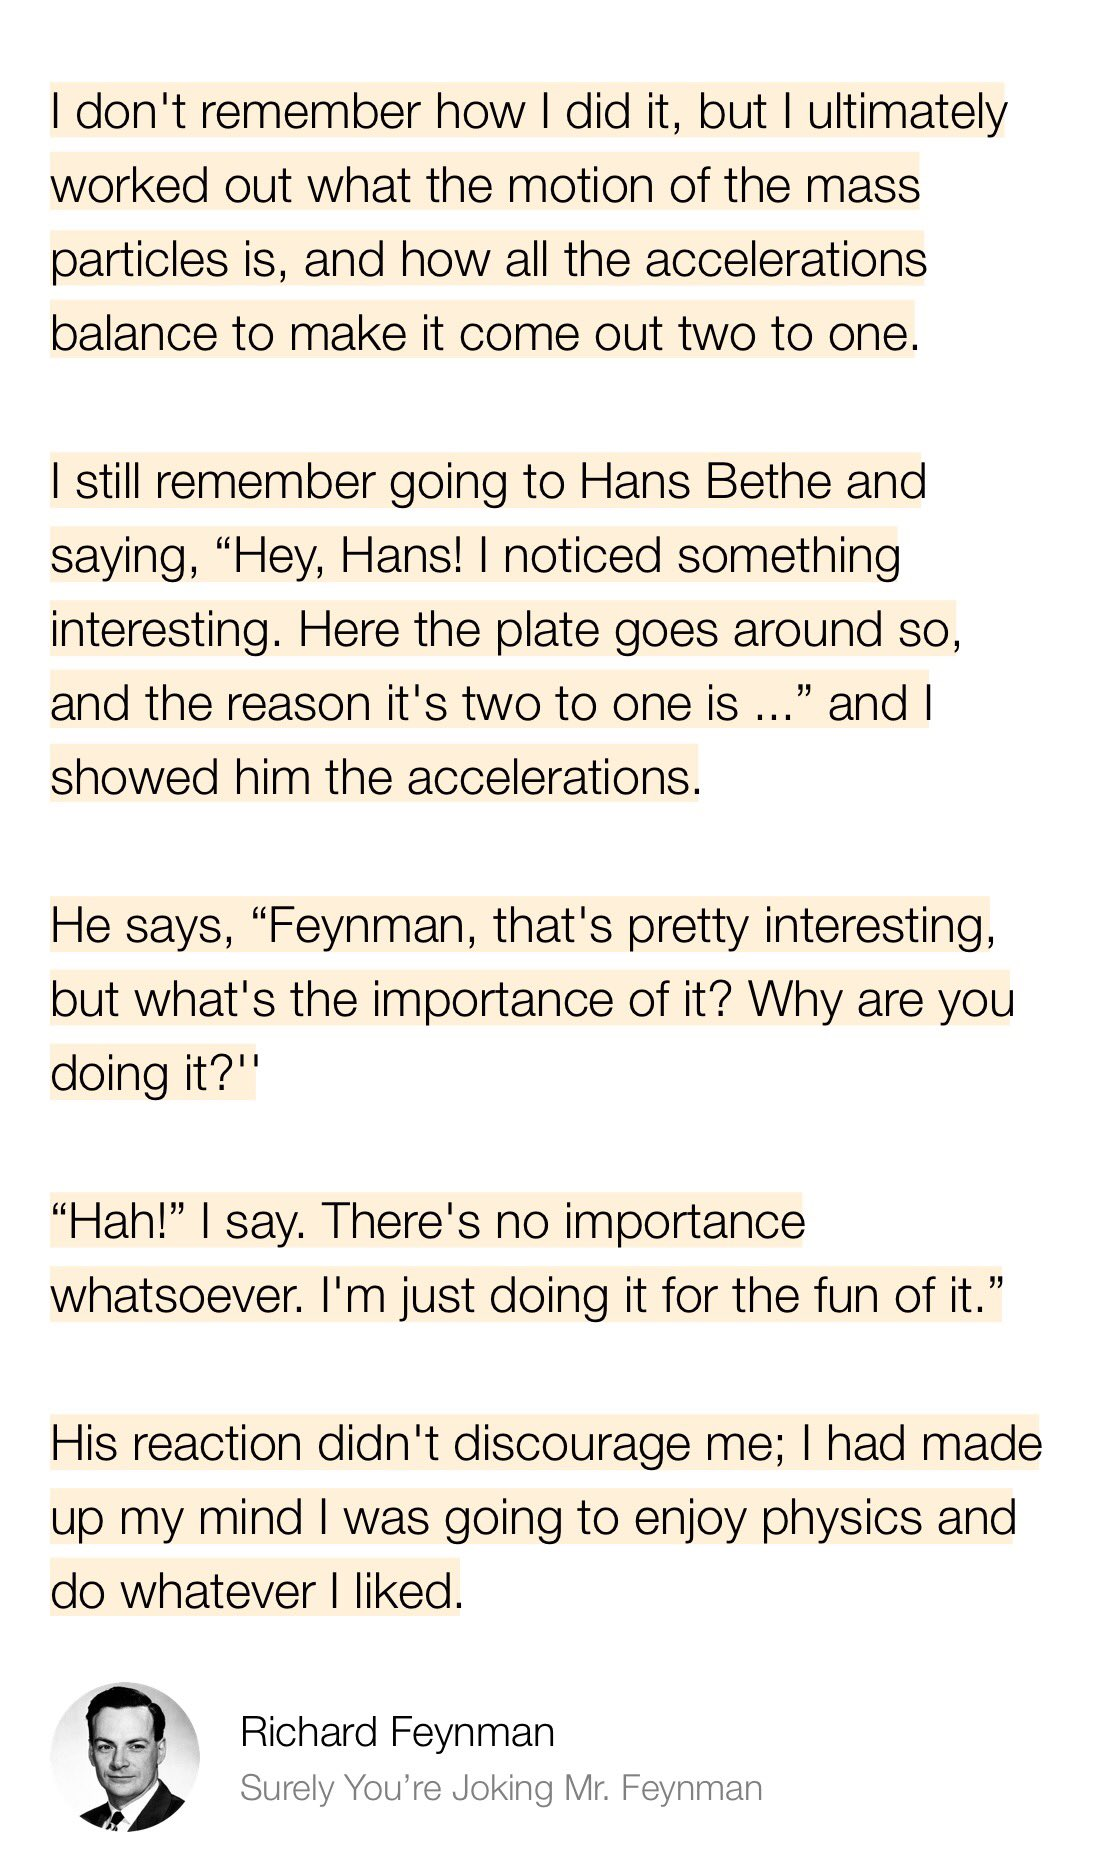 I don't remember how I did it, but I ultimately
worked out what the motion of the mass
particles is, and how all the accelerations
balance to make it come out two to one.
I still remember going to Hans Bethe and
saying, “Hey, Hans! I noticed something
interesting. Here the plate goes around so,
and the reason it's two to one is ...” and I
showed him the accelerations.
He says, “Feynman, that's pretty interesting,
but what's the importance of it? Why are you
doing it?''
“Hah!” I say. There's no importance
whatsoever. I'm just doing it for the fun of it.”
His reaction didn't discourage me; I had made
up my mind I was going to enjoy physics and
do whatever I liked.
Richard Feynman
Surely You’re Joking Mr. Feynman